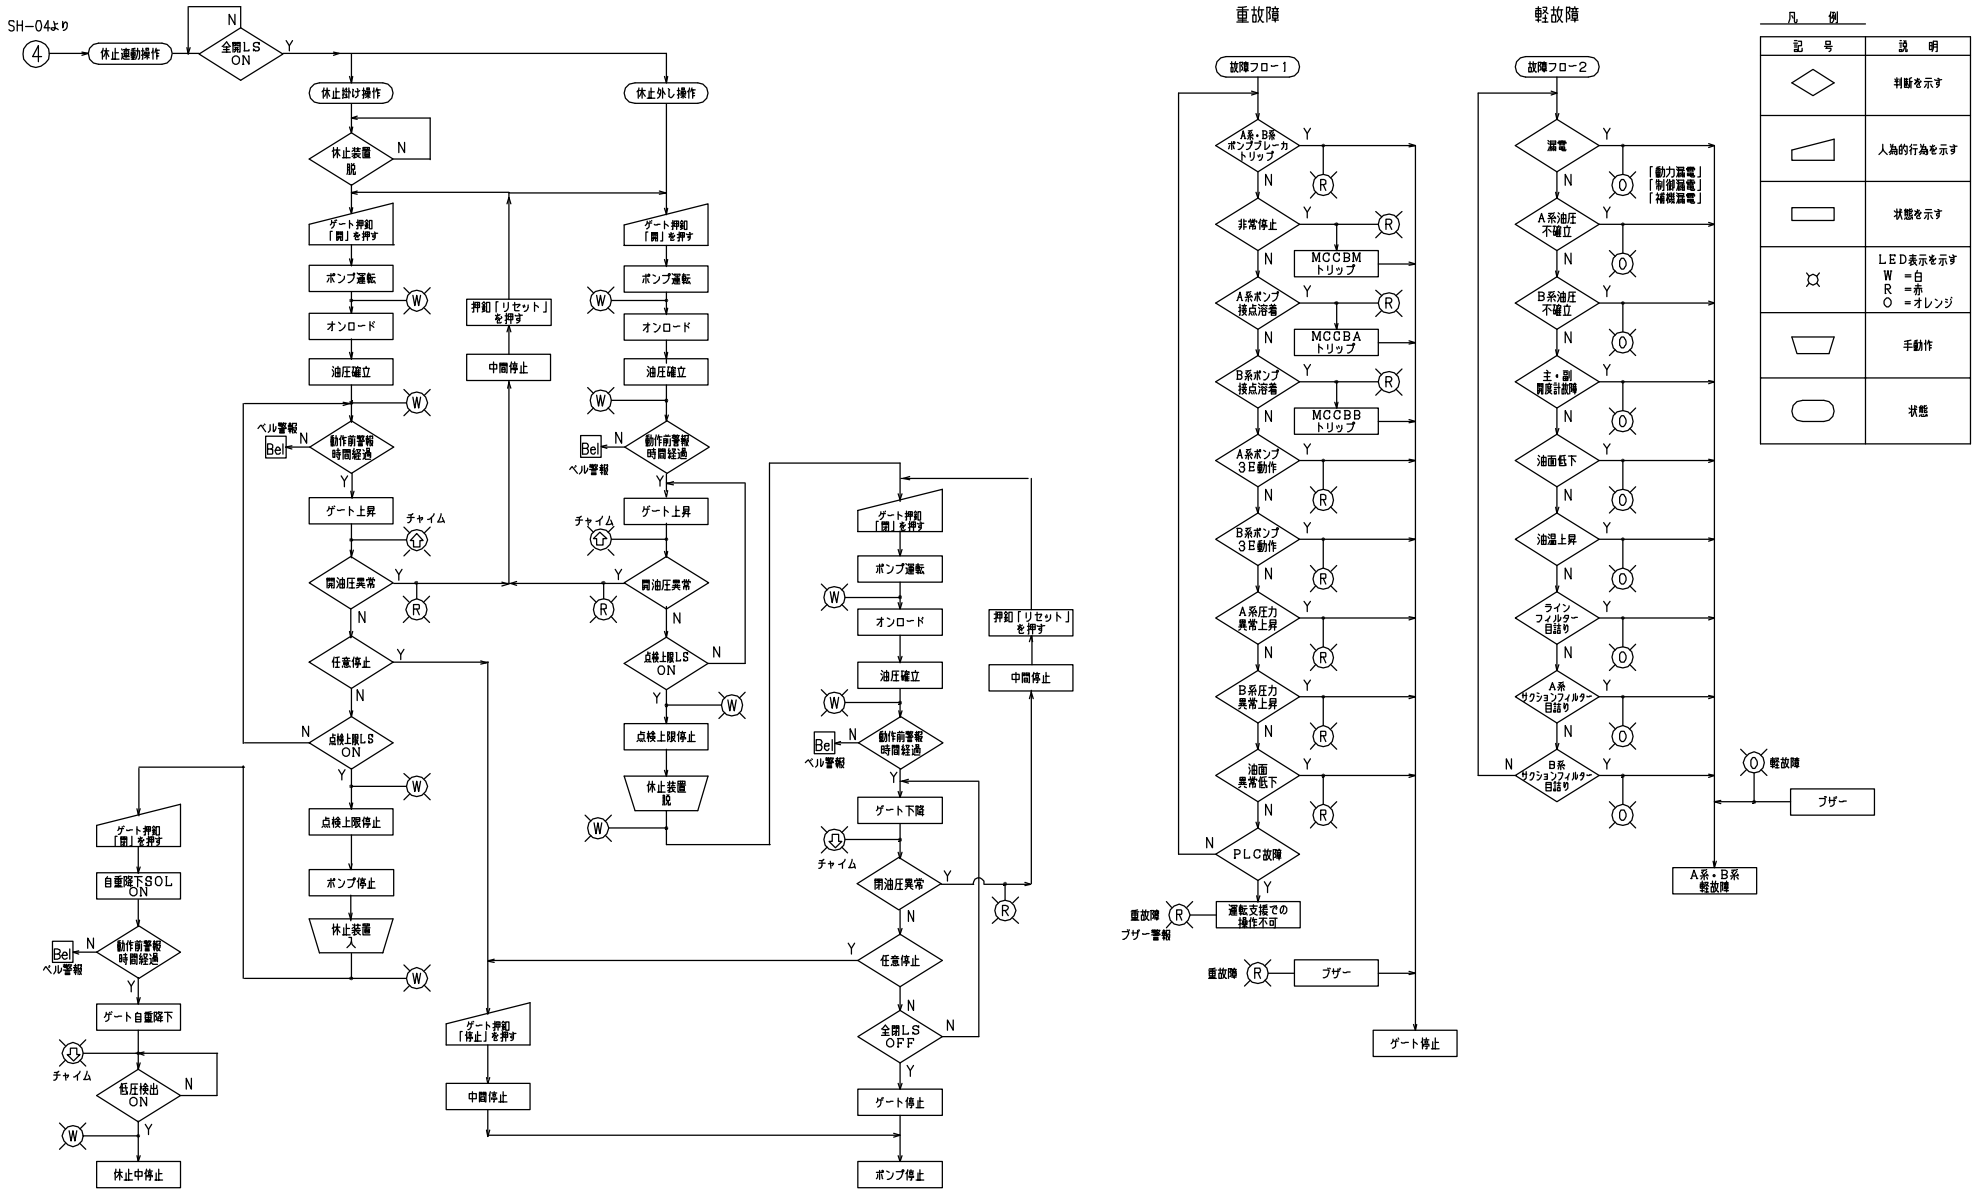 SH-04より
4
休止連動操作
全開LS
ON
N
Y
休止掛け操作
休止装置
脱
N
ゲート押釦
「開」を押す
ポンプ運転
W
オンロード
油圧確立
W
ベル警報
Bel
N
動作前警報
時間経過
Y
ゲート上昇
チャイム
開油圧異常
Y
R
N
任意停止
Y
N
点検上限LS
ON
N
Y
W
点検上限停止
ポンプ停止
休止装置
入
W
ゲート押釦
「閉」を押す
自重降下SOL
ON
動作前警報
時間経過
N
Bel
ベル警報
Y
ゲート自重降下
チャイム
低圧検出
ON
N
Y
W
休止中停止
押釦「リセット」
を押す
中間停止
休止外し操作
ゲート押釦
「開」を押す
ポンプ運転
W
オンロード
油圧確立
W
動作前警報
時間経過
N
Bel
ベル警報
Y
ゲート上昇
チャイム
開油圧異常
Y
R
N
点検上限LS
ON
N
Y
W
点検上限停止
休止装置
脱
W
ゲート押釦
「停止」を押す
中間停止
ゲート押釦
「閉」を押す
ポンプ運転
W
オンロード
油圧確立
W
動作前警報
時間経過
N
Bel
ベル警報
Y
ゲート下降
チャイム
閉油圧異常
Y
R
N
任意停止
Y
N
全閉LS
OFF
N
Y
ゲート停止
ポンプ停止
押釦「リセット」
を押す
中間停止
重故障
故障フロー1
A系・B系
ポンプブレーカ
トリップ
Y
R
N
非常停止
Y
R
MCCBM
トリップ
N
A系ポンプ
接点溶着
Y
R
MCCBA
トリップ
N
B系ポンプ
接点溶着
Y
R
MCCBB
トリップ
N
A系ポンプ
3E動作
Y
R
N
B系ポンプ
3E動作
Y
R
N
A系圧力
異常上昇
Y
R
N
B系圧力
異常上昇
Y
R
N
油面
異常低下
Y
R
N
PLC故障
N
Y
運転支援での
操作不可
R
重故障
ブザー警報
重故障
R
ブザー
ゲート停止
軽故障
故障フロー2
漏電
Y
O
「動力漏電」
「制御漏電」
「補機漏電」
N
A系油圧
不確立
Y
O
N
B系油圧
不確立
Y
O
N
主・副
開度計故障
Y
O
N
油面低下
Y
O
N
油温上昇
Y
O
N
ライン
フィルター
目詰り
Y
O
N
A系
サクションフィルター
目詰り
Y
O
N
B系
サクションフィルター
目詰り
N
Y
O
O
軽故障
ブザー
A系・B系
軽故障
凡 例
記 号
説 明
判断を示す
人為的行為を示す
状態を示す
LED表示を示す
W =白
R =赤
O =オレンジ
手動作
状態